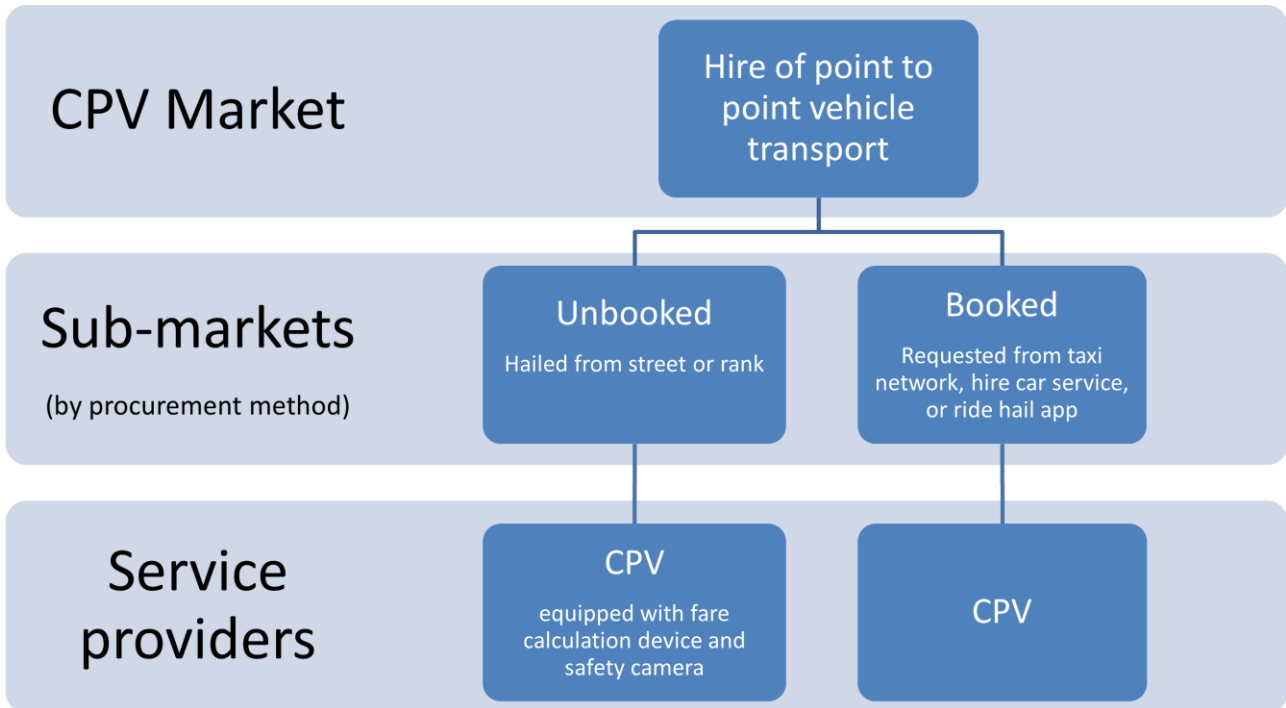 CPV Market
Hire of point to
point vehicle
transport
Sub-markets
(by procurement method)
Unbooked
Hailed from street or rank
Booked
Requested from taxi
network, hire car service,
or ride hail app
Service
providers
CPV
equipped with fare
calculation device and
safety camera
CPV